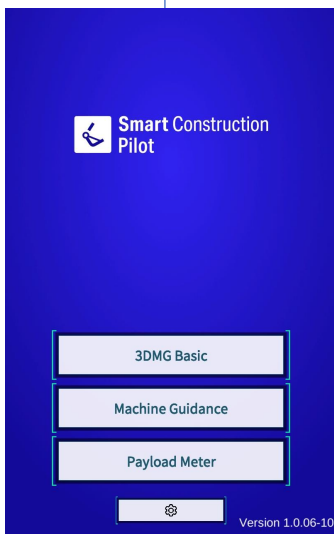 Smart Construction
Pilot
3DMG Basic
Machine Guidance
Payload Meter
Version 1.0.06-10